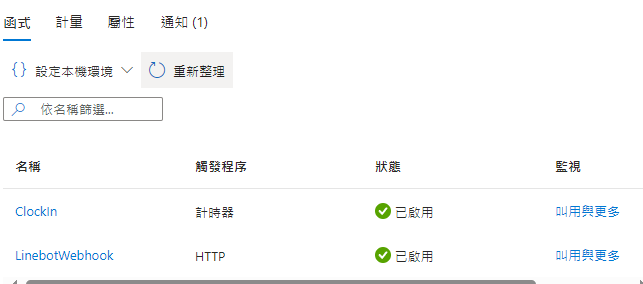 函式 計量 屬性 通知 (1)
{} 設定本機環境 重新整理
依名稱篩選...
名稱 觸發程序 狀態 監視
ClockIn 計時器 已啟用 叫用與更多
LinebotWebhook HTTP 已啟用 叫用與更多